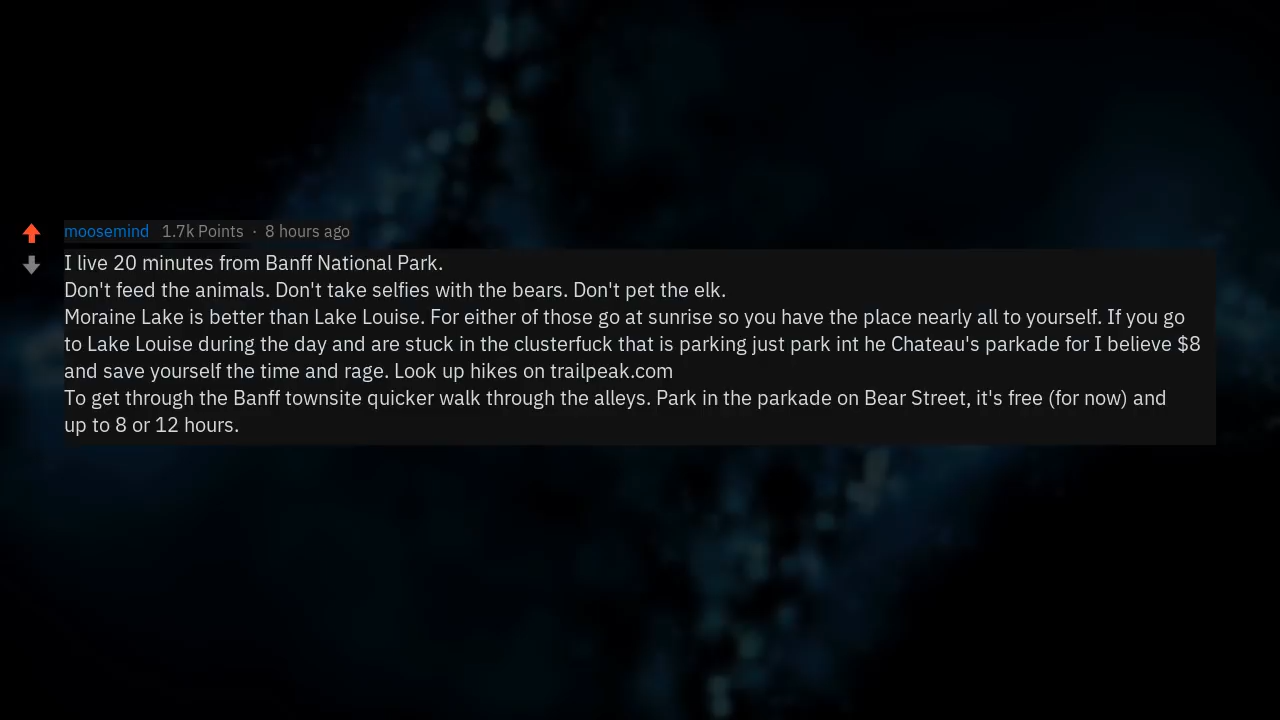 moosemind 1.7k Points · 8 hours ago
I live 20 minutes from Banff National Park.
Don't feed the animals. Don't take selfies with the bears. Don't pet the elk.
Moraine Lake is better than Lake Louise. For either of those go at sunrise so you have the place nearly all to yourself. If you go
to Lake Louise during the day and are stuck in the clusterfuck that is parking just park int he Chateau's parkade for I believe $8
and save yourself the time and rage. Look up hikes on trailpeak.com
To get through the Banff townsite quicker walk through the alleys. Park in the parkade on Bear Street, it's free (for now) and
up to 8 or 12 hours.